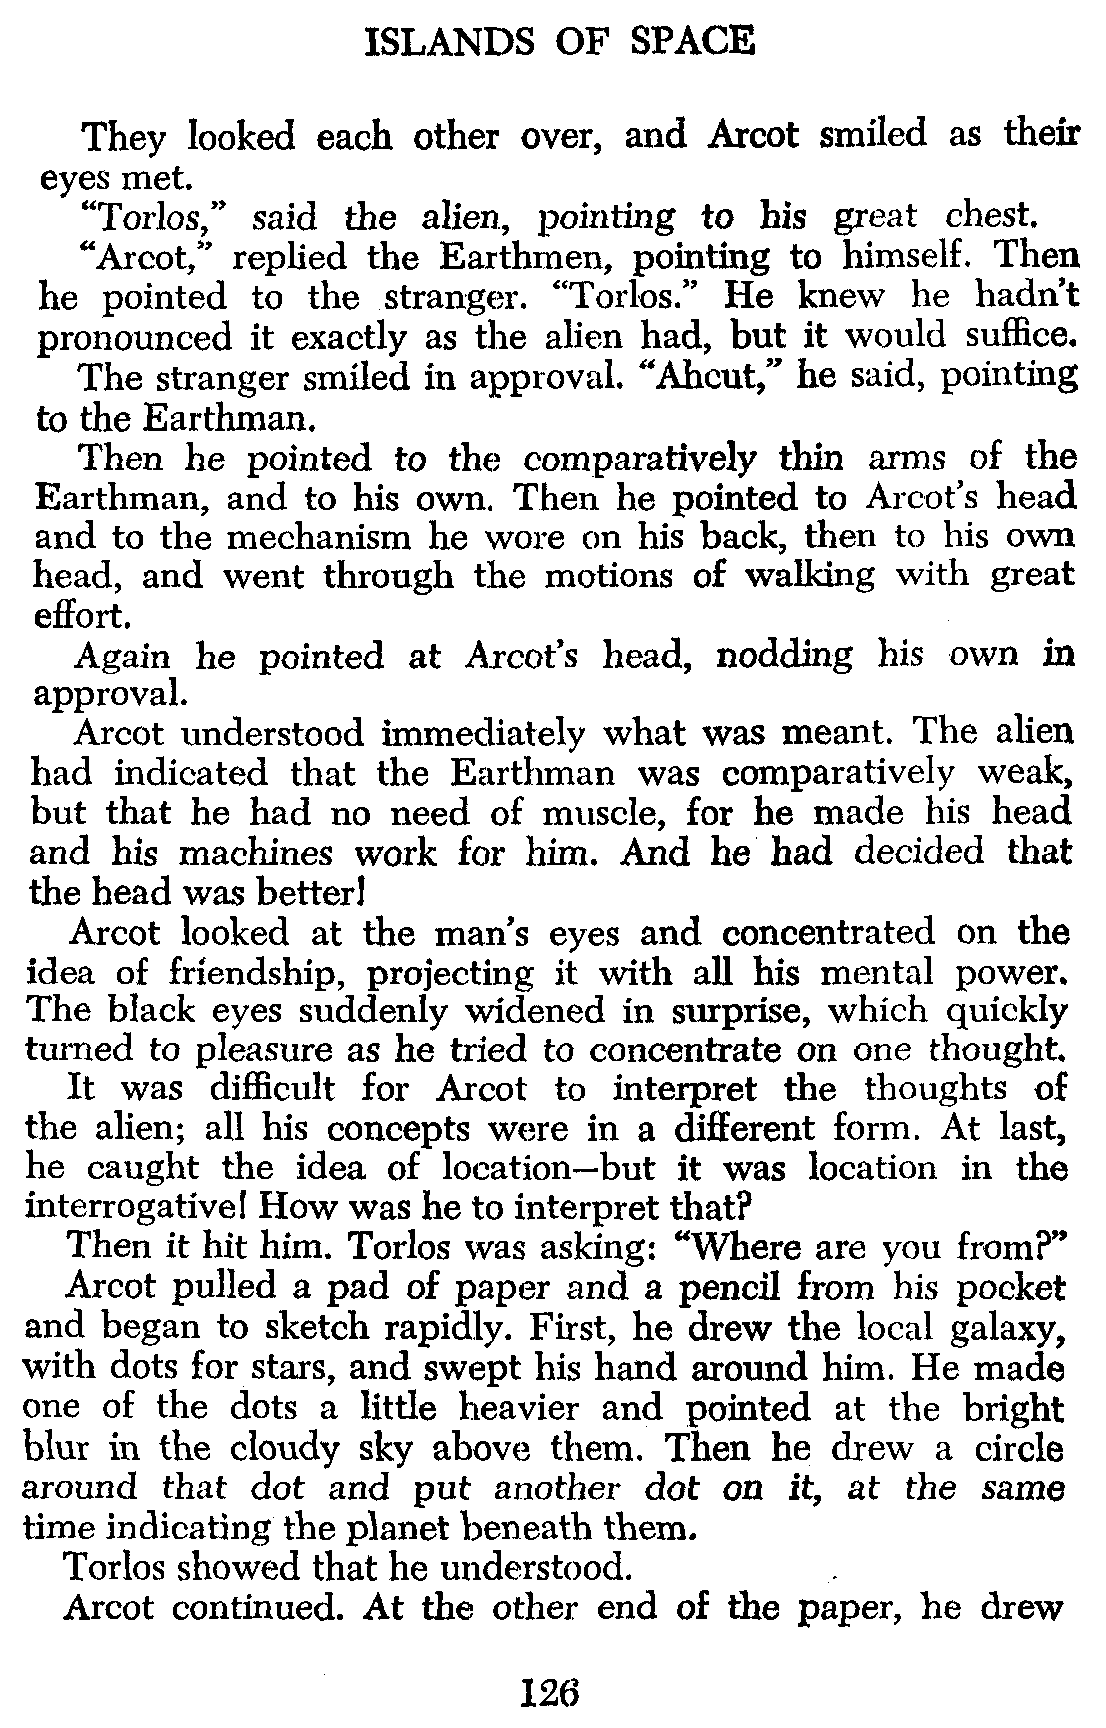 ISLANDS OF SPACE
They looked each other over, and Arcot smiled as their
eyes met.
“Torlos,” said the alien, pointing to his great chest.
“Arcot,” replied the Earthmen, pointing to himself. Then
he pointed to the stranger. “Torlos.” He knew he hadn’t
pronounced it exactly as the alien had, but it would suffice.
The stranger smiled in approval. “Ahcut,” he said, pointing
to the Earthman.
Then he pointed to the comparatively thin arms of the
Earthman, and to his own. Then he pointed to Arcot’s head
and to the mechanism he wore on his back, then to his own
head, and went through the motions of walking with great
effort.
Again he pointed at Arcot’s head, nodding his own in
approval.
Arcot understood immediately what was meant. The alien
had indicated that the Earthman was comparatively weak,
but that he had no need of muscle, for he made his head
and his machines work for him. And he had decided that
the head was better!
Arcot looked at the man’s eyes and concentrated on the
idea of friendship, projecting it with all his mental power.
The black eyes suddenly widened in surprise, which quickly
turned to pleasure as he tried to concentrate on one thought.
It was difficult for Arcot to interpret the thoughts of
the alien; all his concepts were in a different form. At last,
he caught the idea of location—but it was location in the
interrogative! How was he to interpret that?
Then it hit him. Torlos was asking: “Where are you from?”
Arcot pulled a pad of paper and a pencil from his pocket
and began to sketch rapidly. First, he drew the local galaxy,
with dots for stars, and swept his hand around him. He made
one of the dots a little heavier and pointed at the bright
blur in the cloudy sky above them. Then he drew a circle
around that dot and put another dot on it, at the same
time indicating the planet beneath them.
Torlos showed that he understood.
Arcot continued. At the other end of the paper, he drew
126